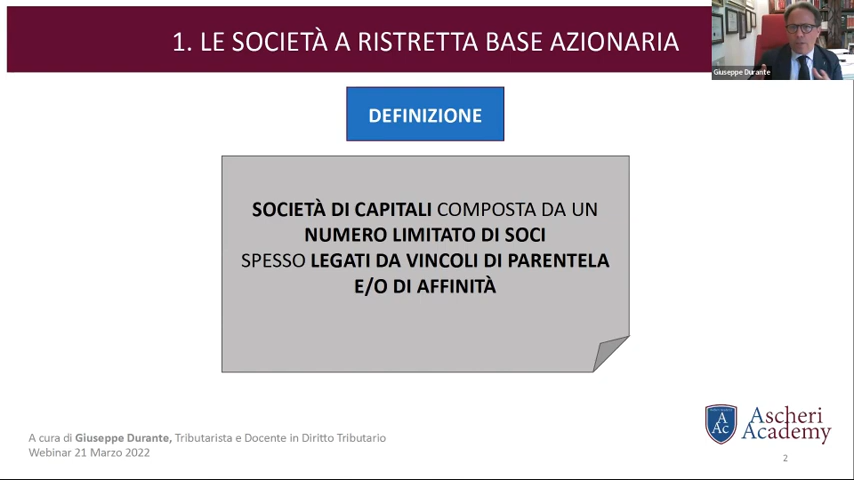 1. LE SOCIETÀ A RISTRETTA BASE AZIONARIA
Giuseppe Durante
DEFINIZIONE
SOCIETÀ DI CAPITALI COMPOSTA DA UN
NUMERO LIMITATO DI SOCI
SPESSO LEGATI DA VINCOLI DI PARENTELA
E/O DI AFFINITÀ
A cura di Giuseppe Durante, Tributarista e Docente in Diritto Tributario
Webinar 21 Marzo 2022
A
Ac
Ascheri
Academy
2